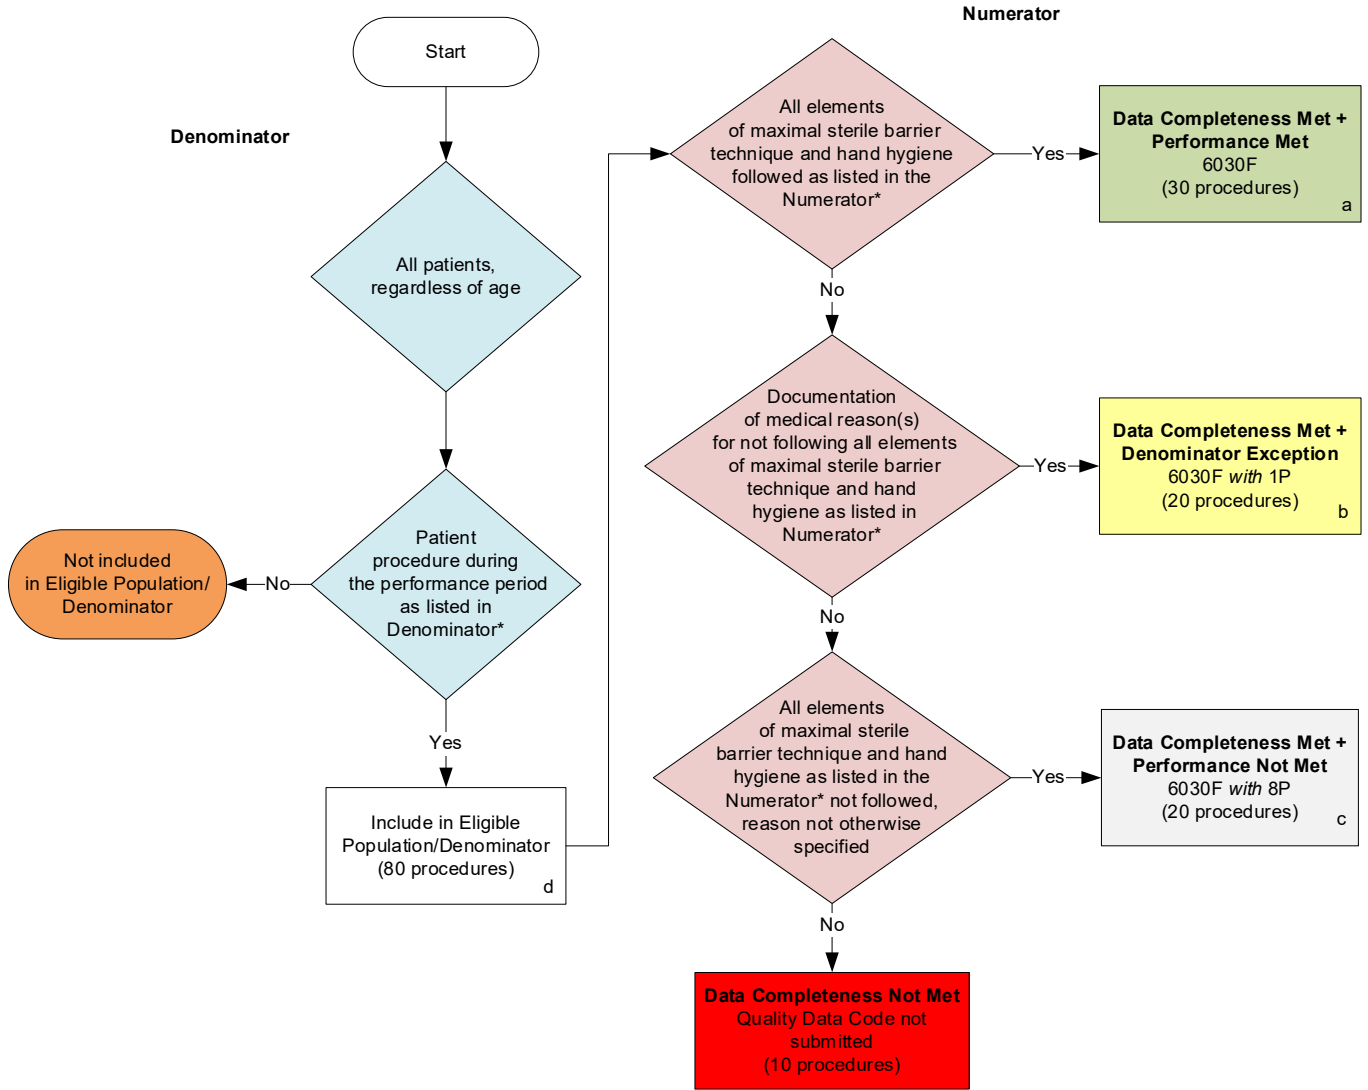 Numerator
Start
Denominator
All patients,
regardless of age
Patient
procedure during
the performance period
as listed in
Denominator*
No
Not included
in Eligible Population/
Denominator
Yes
Include in Eligible
Population/Denominator
(80 procedures)
d
All elements
of maximal sterile barrier
technique and hand hygiene
followed as listed in the
Numerator*
Yes
Data Completeness Met +
Performance Met
6030F
(30 procedures)
a
No
Documentation
of medical reason(s)
for not following all elements
of maximal sterile barrier
technique and hand
hygiene as listed in
Numerator*
Yes
Data Completeness Met +
Denominator Exception
6030F with 1P
(20 procedures)
b
No
All elements
of maximal sterile
barrier technique and hand
hygiene as listed in the
Numerator* not followed,
reason not otherwise
specified
Yes
Data Completeness Met +
Performance Not Met
6030F with 8P
(20 procedures)
c
No
Data Completeness Not Met
Quality Data Code not
submitted
(10 procedures)